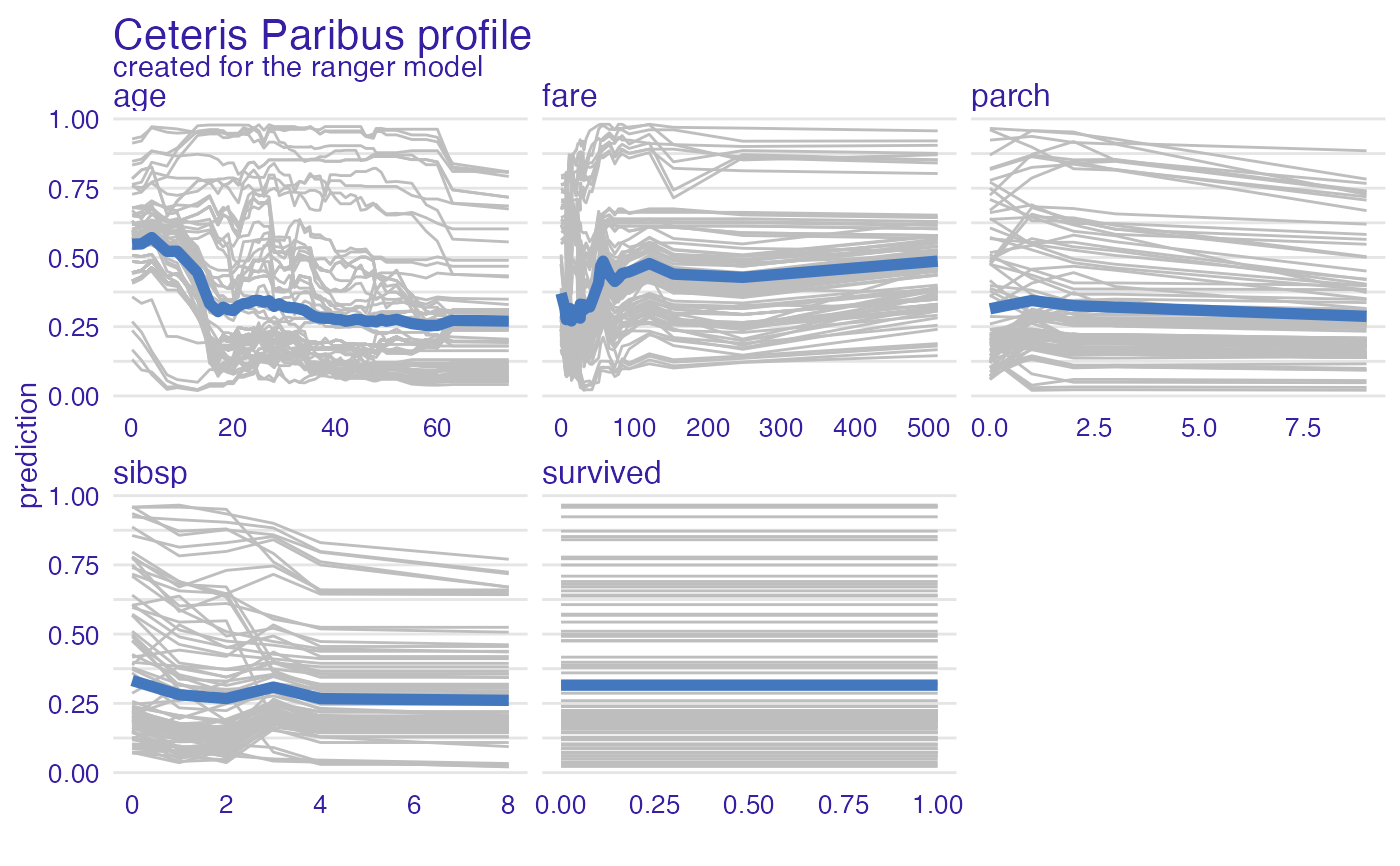 Ceteris Paribus profile
created for the ranger model
age
fare
parch
1.00
0.75
0.50
0.25
0.00
0 20 40 60
0 100 200 300 400 500
0.0 2.5 5.0 7.5
prediction
sibsp
survived
1.00
0.75
0.50
0.25
0.00
0 2 4 6 8
0.00 0.25 0.50 0.75 1.00